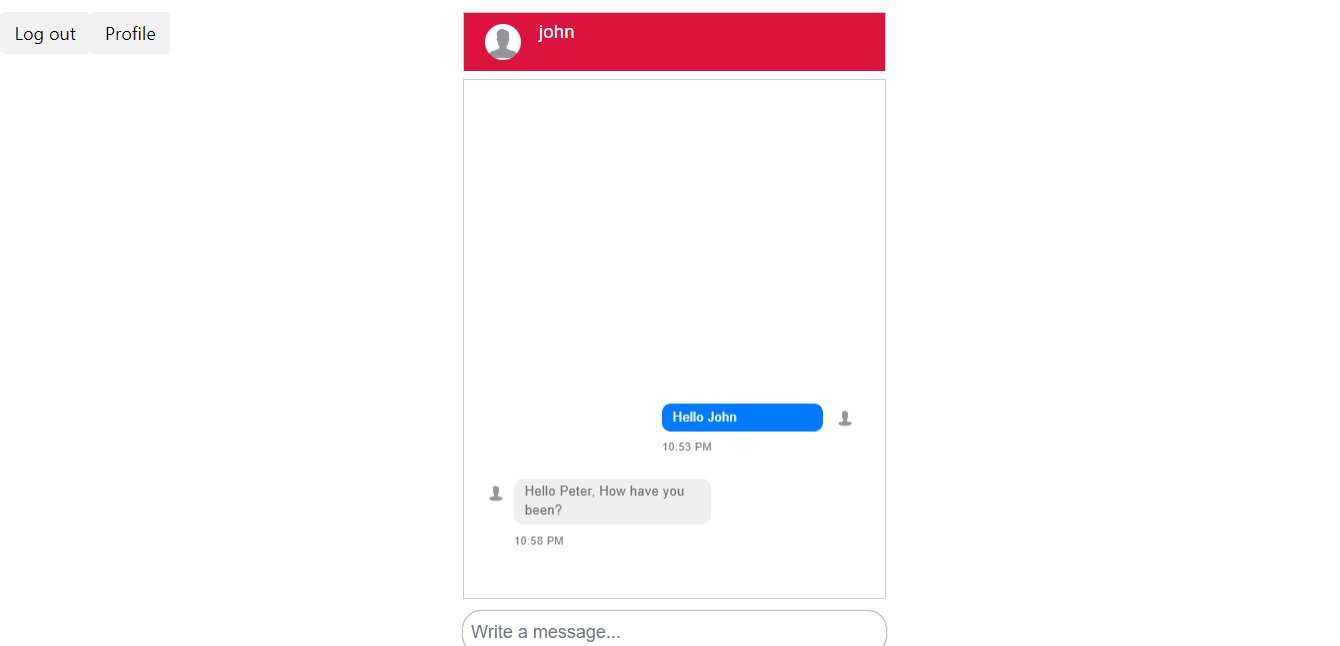 Log out Profile
john
Hello John
10:53 PM
Hello Peter, How have you
been?
10:58 PM
Write a message...